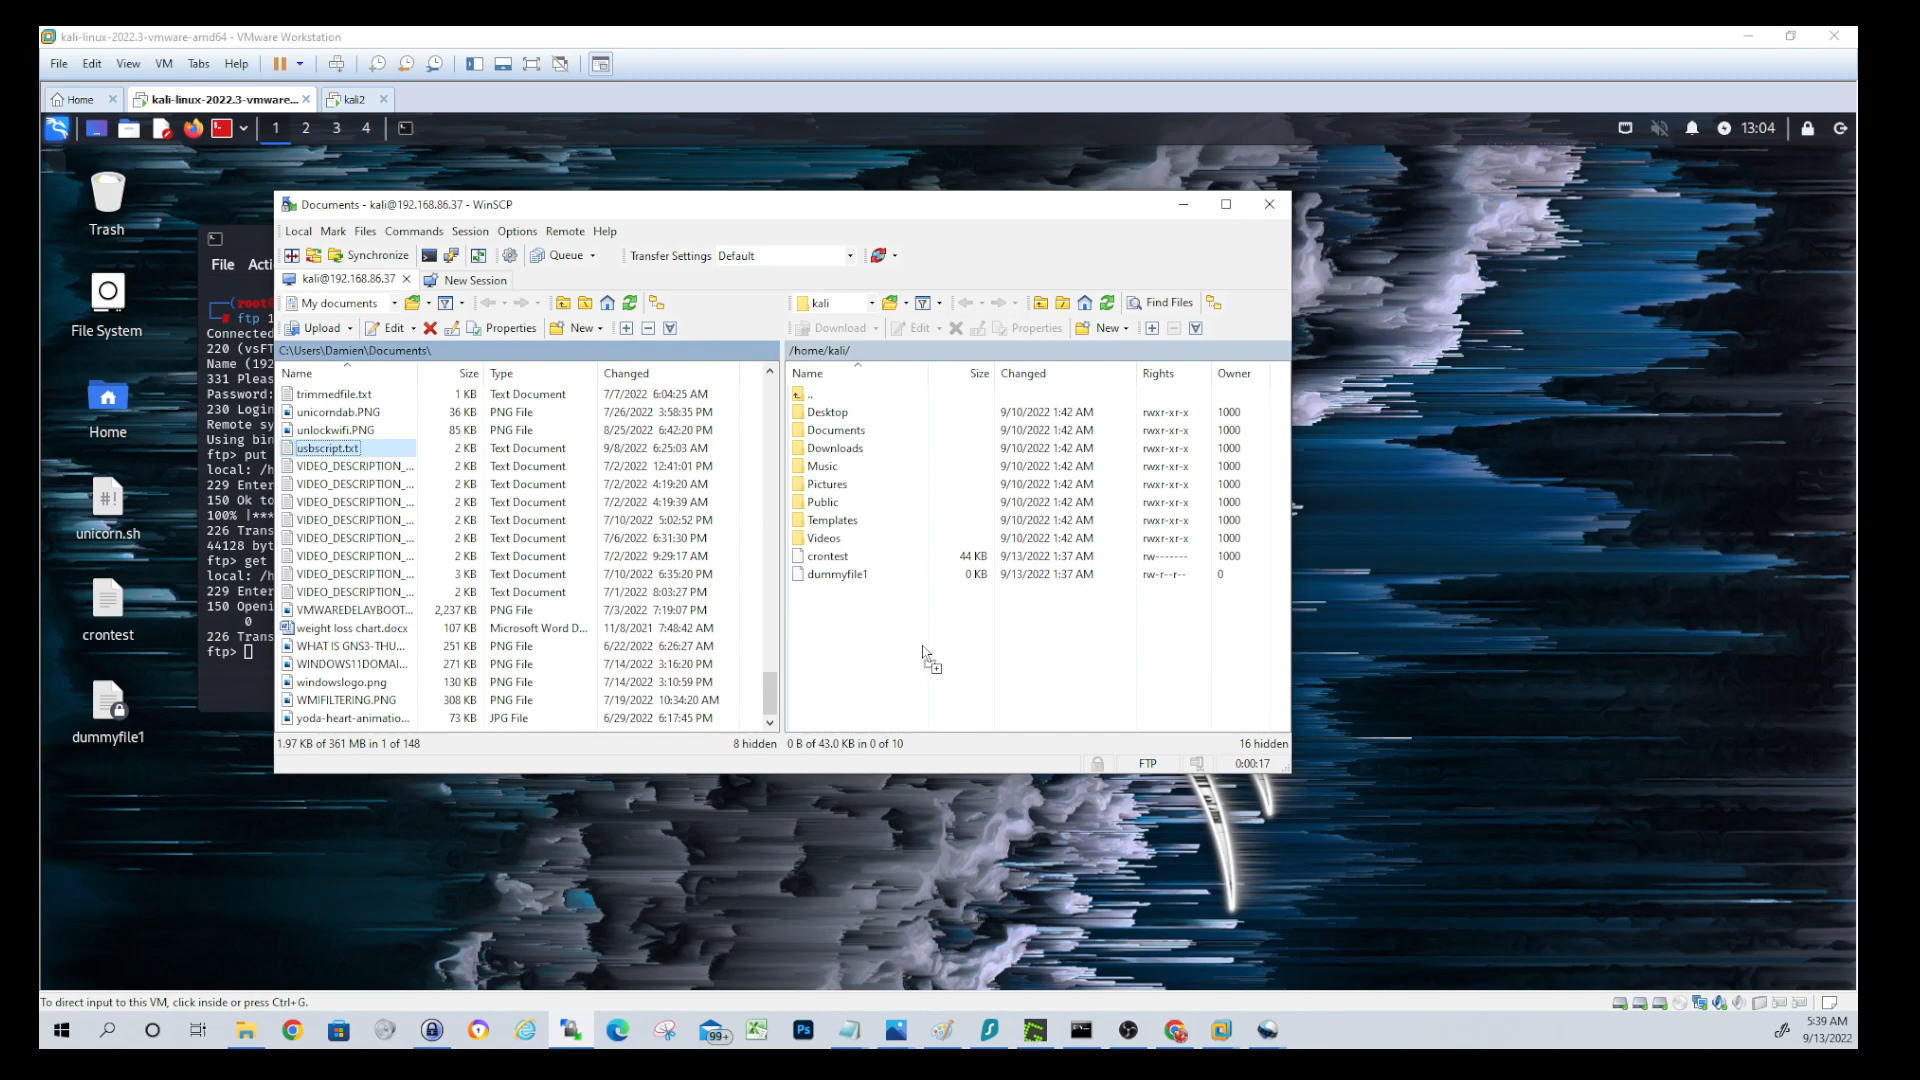 kali-linux-2022.3-vmware-amd64 - VMware Workstation
File Edit View VM Tabs Help
Home kali-linux-2022.3-vmware... kali2
1 2 3 4 13:04
Trash
File System
Home
unicorn.sh
crontest
dummyfile1
File Acti
(root
# ftp 1
Connected
220 (vsFT
Name (192
331 Pleas
Password:
230 Login
Remote sy
Using bin
ftp> put
local: /h
229 Enter
150 Ok to
100% |***
226 Trans
44128 byt
ftp> get
local: /h
229 Enter
150 Openi
0
226 Trans
ftp>
Documents - kali@192.168.86.37 - WinSCP
Local Mark Files Commands Session Options Remote Help
Synchronize Queue Transfer Settings Default
kali@192.168.86.37 New Session
My documents kali Find Files
Upload Edit Properties New Download Edit Properties New
C:\Users\Damien\Documents\ /home/kali/
Name Size Type Changed
trimmedfile.txt 1 KB Text Document 7/7/2022 6:04:25 AM
unicorndab.PNG 36 KB PNG File 7/26/2022 3:58:35 PM
unlockwifi.PNG 85 KB PNG File 8/25/2022 6:42:20 PM
usbscript.txt 2 KB Text Document 9/8/2022 6:25:03 AM
VIDEO_DESCRIPTION_... 2 KB Text Document 7/2/2022 12:41:01 PM
VIDEO_DESCRIPTION_... 2 KB Text Document 7/2/2022 4:19:20 AM
VIDEO_DESCRIPTION_... 2 KB Text Document 7/2/2022 4:19:39 AM
VIDEO_DESCRIPTION_... 2 KB Text Document 7/10/2022 5:02:52 PM
VIDEO_DESCRIPTION_... 2 KB Text Document 7/6/2022 6:31:30 PM
VIDEO_DESCRIPTION_... 2 KB Text Document 7/2/2022 9:29:17 AM
VIDEO_DESCRIPTION_... 3 KB Text Document 7/10/2022 6:35:20 PM
VIDEO_DESCRIPTION_... 2 KB Text Document 7/1/2022 8:03:27 PM
VMWAREDELAYBOOT... 2,237 KB PNG File 7/3/2022 7:19:07 PM
weight loss chart.docx 107 KB Microsoft Word D... 11/8/2021 7:48:42 AM
WHAT IS GNS3-THU... 251 KB PNG File 6/22/2022 6:26:27 AM
WINDOWS11DOMAI... 271 KB PNG File 7/14/2022 3:16:20 PM
windowslogo.png 130 KB PNG File 7/14/2022 3:10:59 PM
WMIFILTERING.PNG 308 KB PNG File 7/19/2022 10:34:20 AM
yoda-heart-animatio... 73 KB JPG File 6/29/2022 6:17:45 PM
1.97 KB of 361 MB in 1 of 148 8 hidden
Name Size Changed Rights Owner
..
Desktop 9/10/2022 1:42 AM rwxr-xr-x 1000
Documents 9/10/2022 1:42 AM rwxr-xr-x 1000
Downloads 9/10/2022 1:42 AM rwxr-xr-x 1000
Music 9/10/2022 1:42 AM rwxr-xr-x 1000
Pictures 9/10/2022 1:42 AM rwxr-xr-x 1000
Public 9/10/2022 1:42 AM rwxr-xr-x 1000
Templates 9/10/2022 1:42 AM rwxr-xr-x 1000
Videos 9/10/2022 1:42 AM rwxr-xr-x 1000
crontest 44 KB 9/13/2022 1:37 AM rw------- 1000
dummyfile1 0 KB 9/13/2022 1:37 AM rw-r--r-- 0
0 B of 43.0 KB in 0 of 10 16 hidden
FTP 0:00:17
To direct input to this VM, click inside or press Ctrl+G.
99+ Ps
5:39 AM
9/13/2022